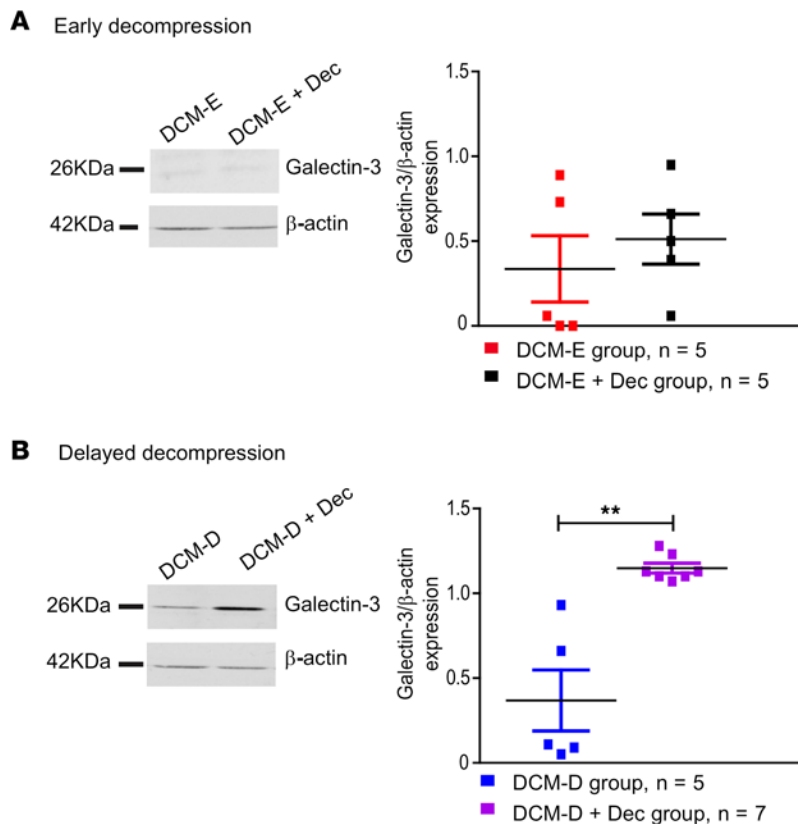 A Early decompression
DCM-E
DCM-E + Dec
26KDa
Galectin-3
42KDa
β-actin
Galectin-3/β-actin
expression
1.5
1.0
0.5
0
DCM-E group, n = 5
DCM-E + Dec group, n = 5
B Delayed decompression
DCM-D
DCM-D + Dec
26KDa
Galectin-3
42KDa
β-actin
Galectin-3/β-actin
expression
1.5
1.0
0.5
0
**
DCM-D group, n = 5
DCM-D + Dec group, n = 7